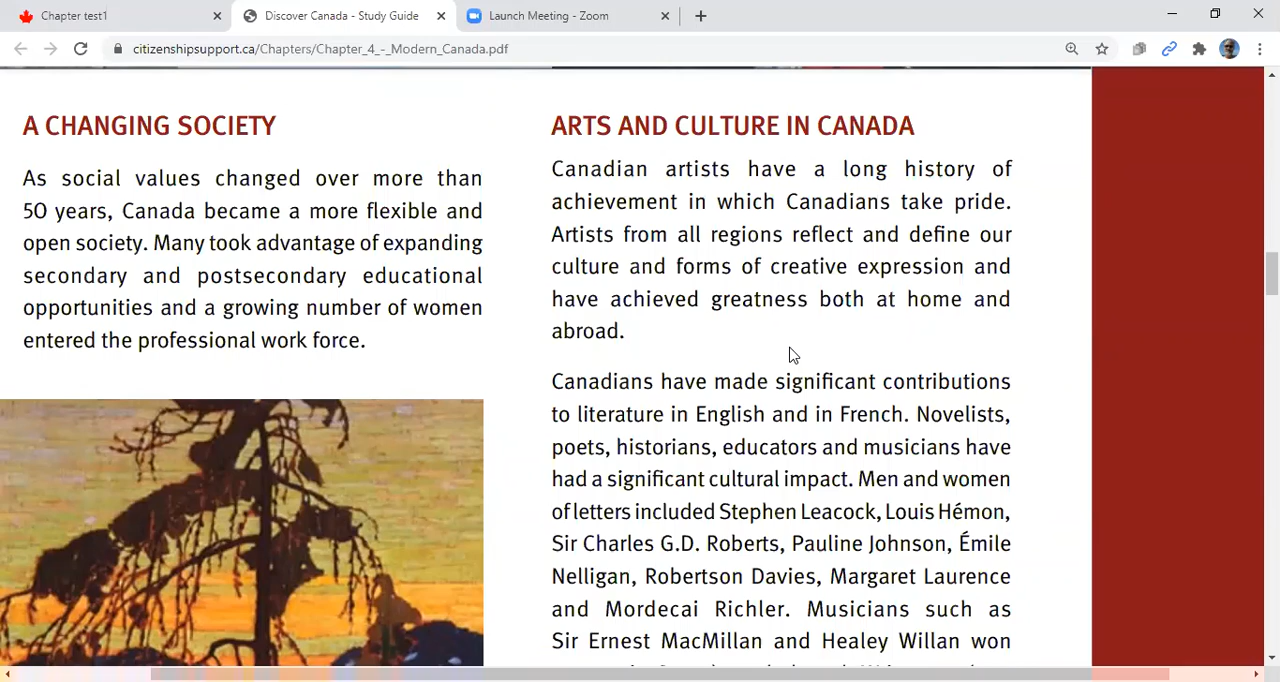 Chapter test1
Discover Canada - Study Guide
Launch Meeting - Zoom
citizenshipsupport.ca/Chapters/Chapter_4_-_Modern_Canada.pdf
A CHANGING SOCIETY
As social values changed over more than
50 years, Canada became a more flexible and
open society. Many took advantage of expanding
secondary and postsecondary educational
opportunities and a growing number of women
entered the professional work force.
ARTS AND CULTURE IN CANADA
Canadian artists have a long history of
achievement in which Canadians take pride.
Artists from all regions reflect and define our
culture and forms of creative expression and
have achieved greatness both at home and
abroad.
Canadians have made significant contributions
to literature in English and in French. Novelists,
poets, historians, educators and musicians have
had a significant cultural impact. Men and women
of letters included Stephen Leacock, Louis Hémon,
Sir Charles G.D. Roberts, Pauline Johnson, Émile
Nelligan, Robertson Davies, Margaret Laurence
and Mordecai Richler. Musicians such as
Sir Ernest MacMillan and Healey Willan won